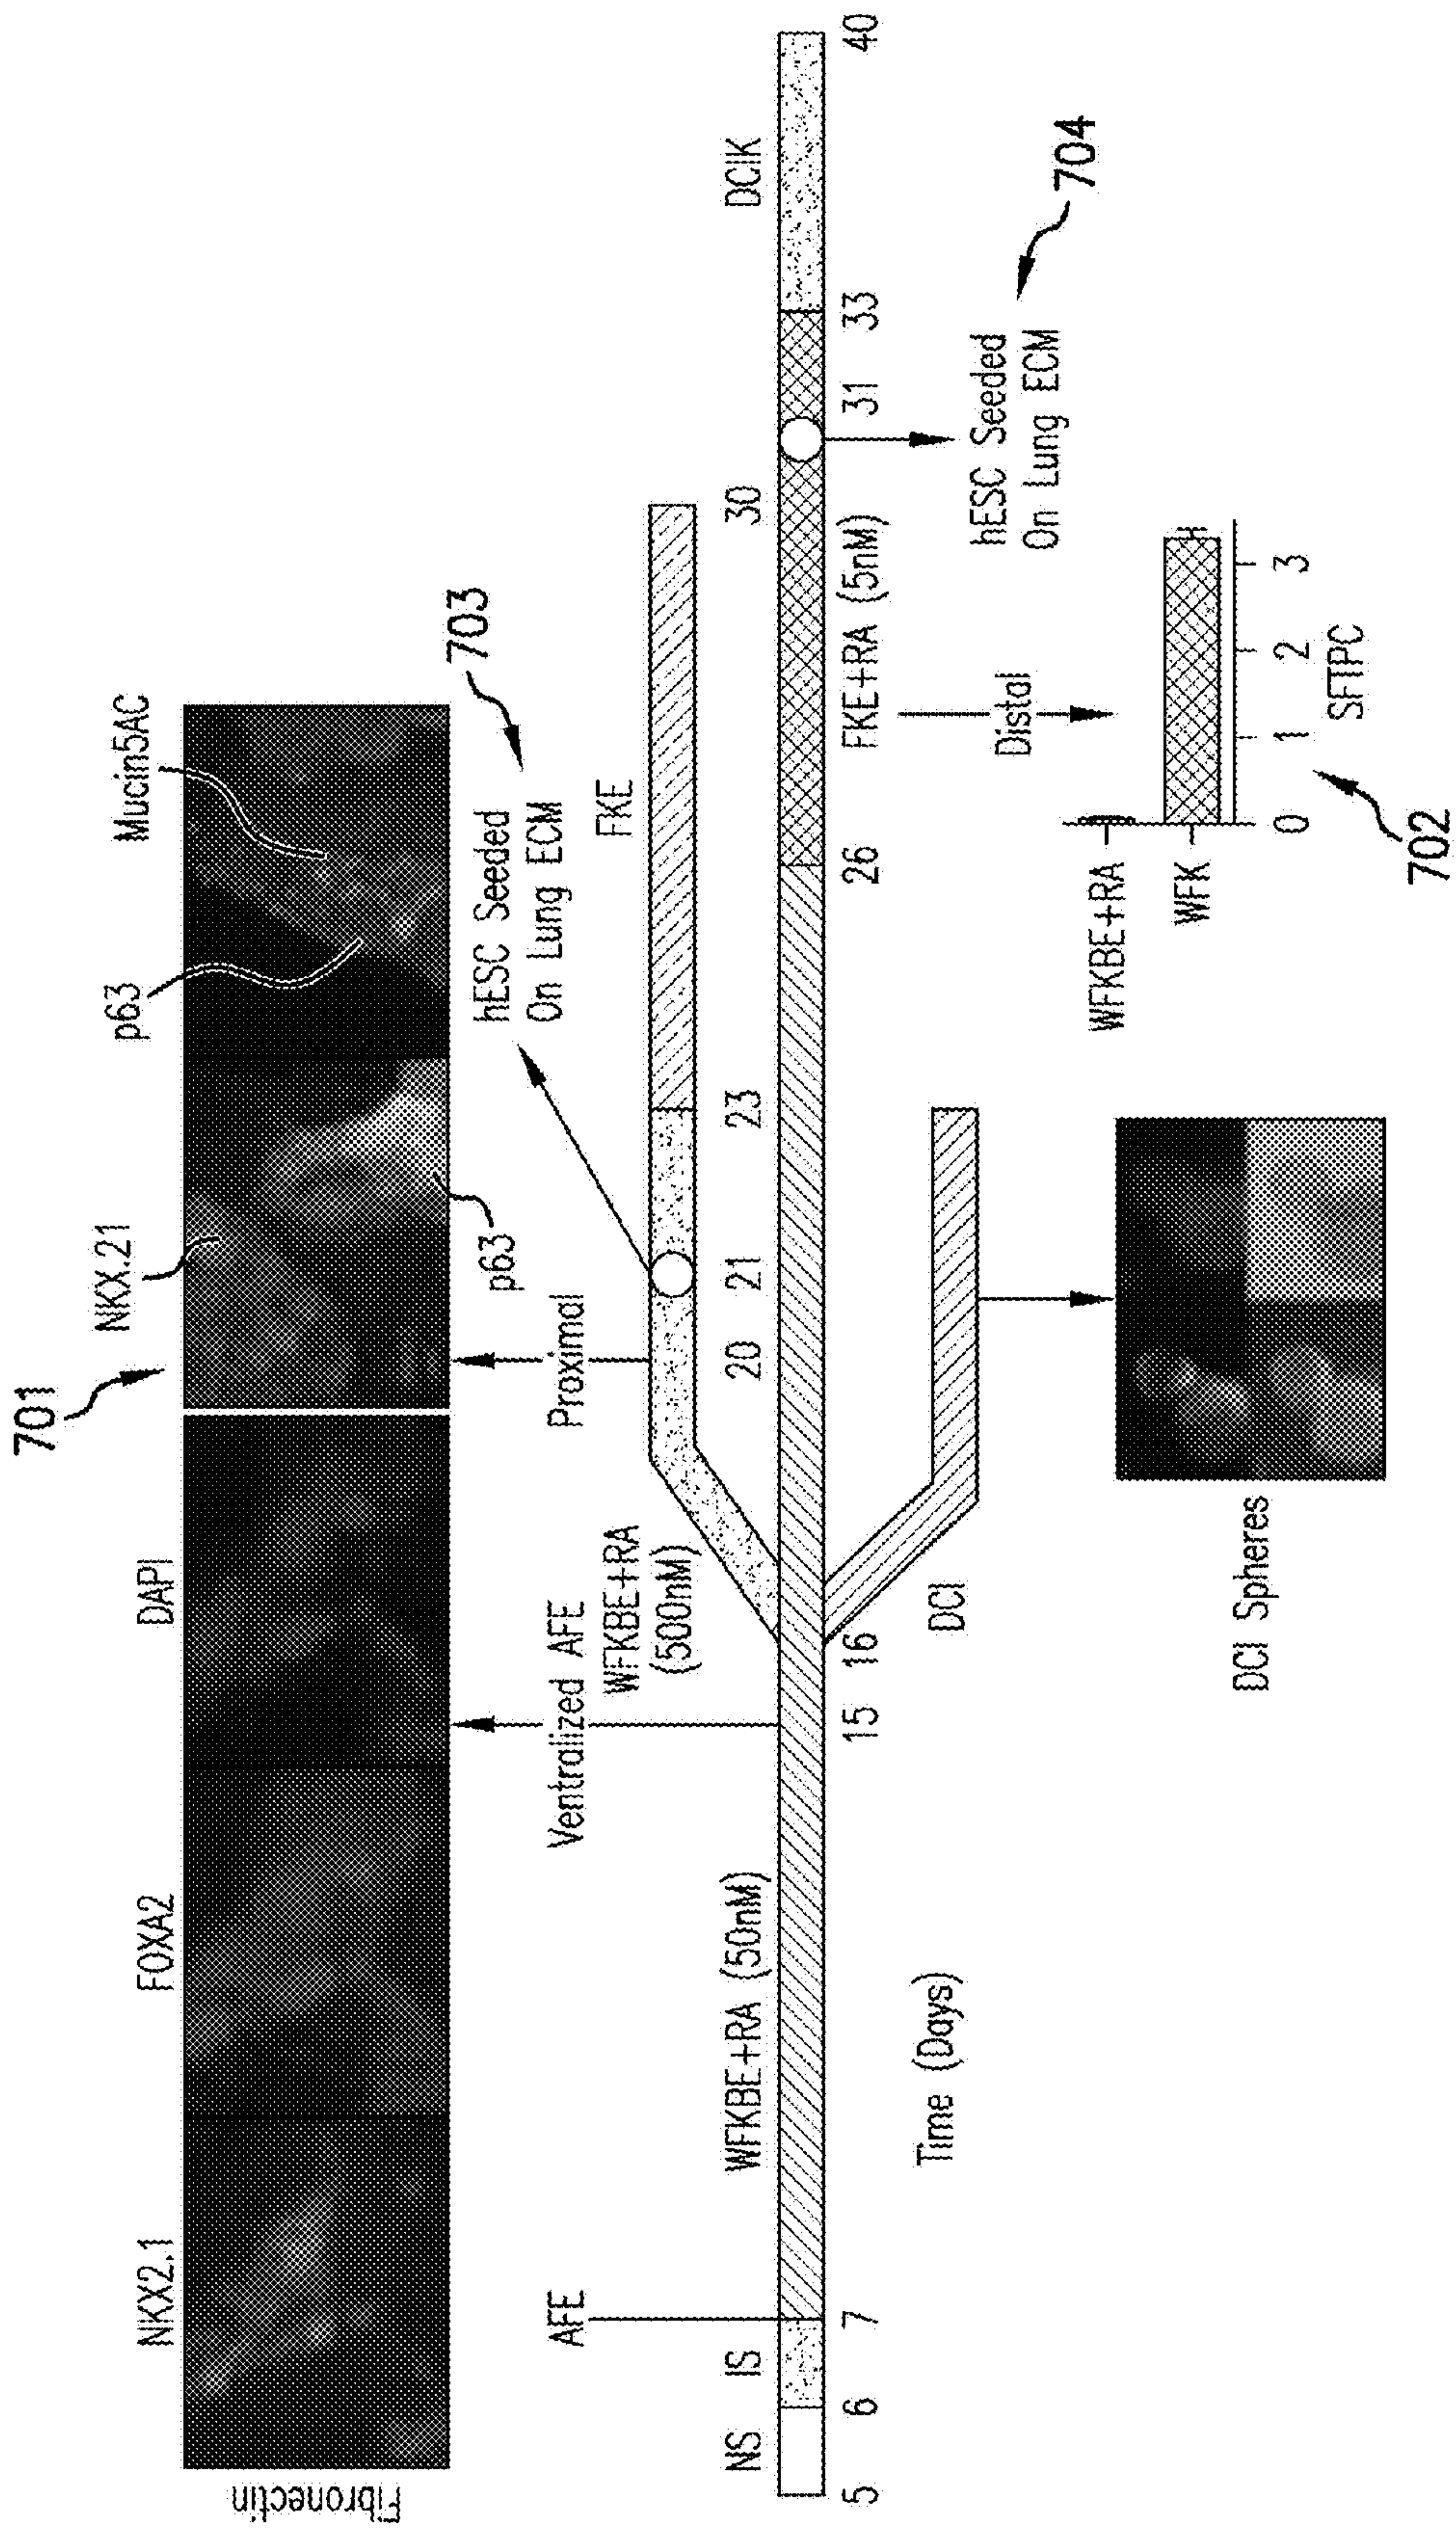 701
NKX2.1
FOXA2
DAPI
NKX.21
p63
Mucin5AC
Fibronectin
p63
703
hESC Seeded
On Lung ECM
AFE
Ventralized AFE
Proximal
WFKBE+RA
(500nM)
FKE
20
21
23
30
NS
IS
WFKBE+RA (50nM)
DCIK
5
6
7
15
16
26
31
33
40
FKE+RA (5nM)
Time (Days)
DCI
Distal
hESC Seeded
On Lung ECM
704
DCI Spheres
WFKBE+RA
WFK
0
1
2
3
SFTPC
702